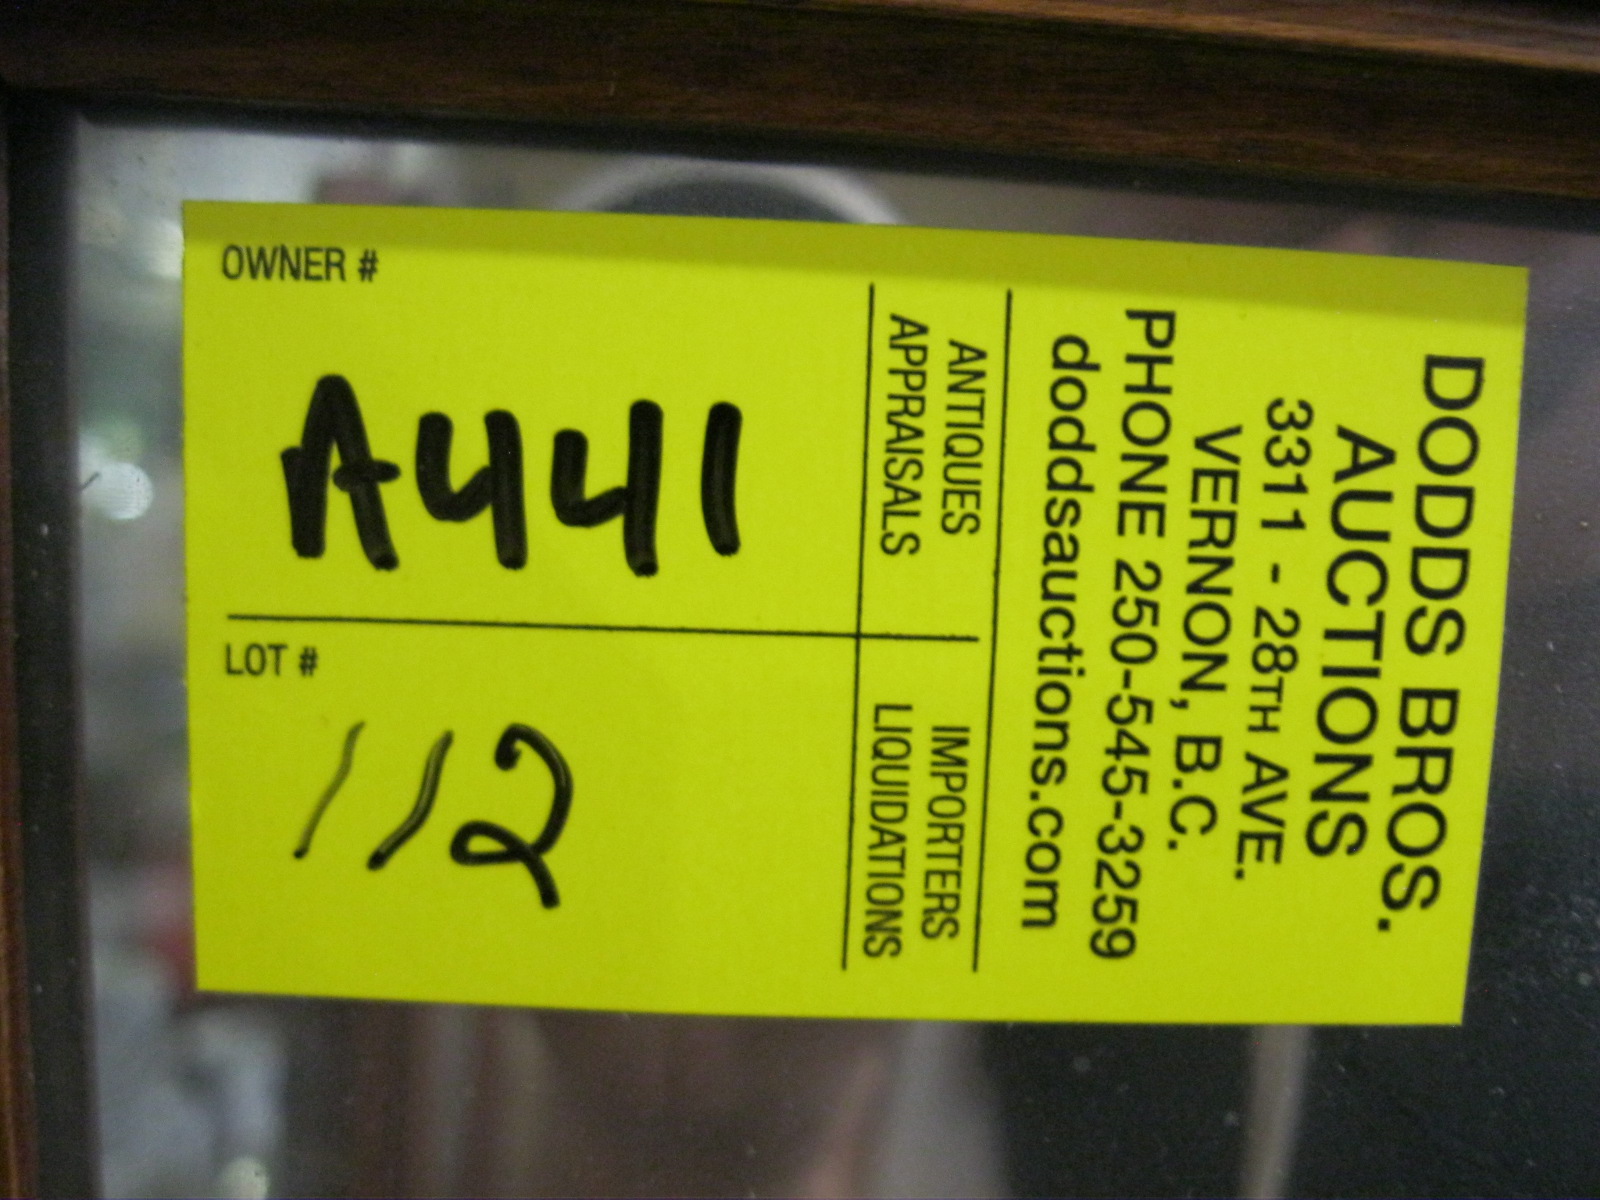 DODDS BROS.
AUCTIONS
3311 - 28TH AVE.
VERNON, B.C.
PHONE 250-545-3259
doddsauctions.com
ANTIQUES
APPRAISALS
IMPORTERS
LIQUIDATIONS
OWNER #
A441
LOT #
112